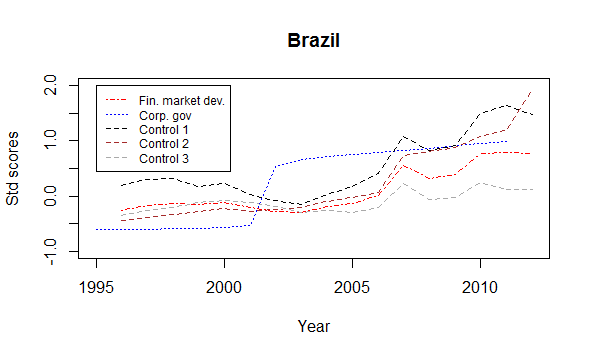 Brazil
Fin. market dev.
Corp. gov
Control 1
Control 2
Control 3
Std scores
2.0
1.0
0.0
-1.0
1995 2000 2005 2010
Year